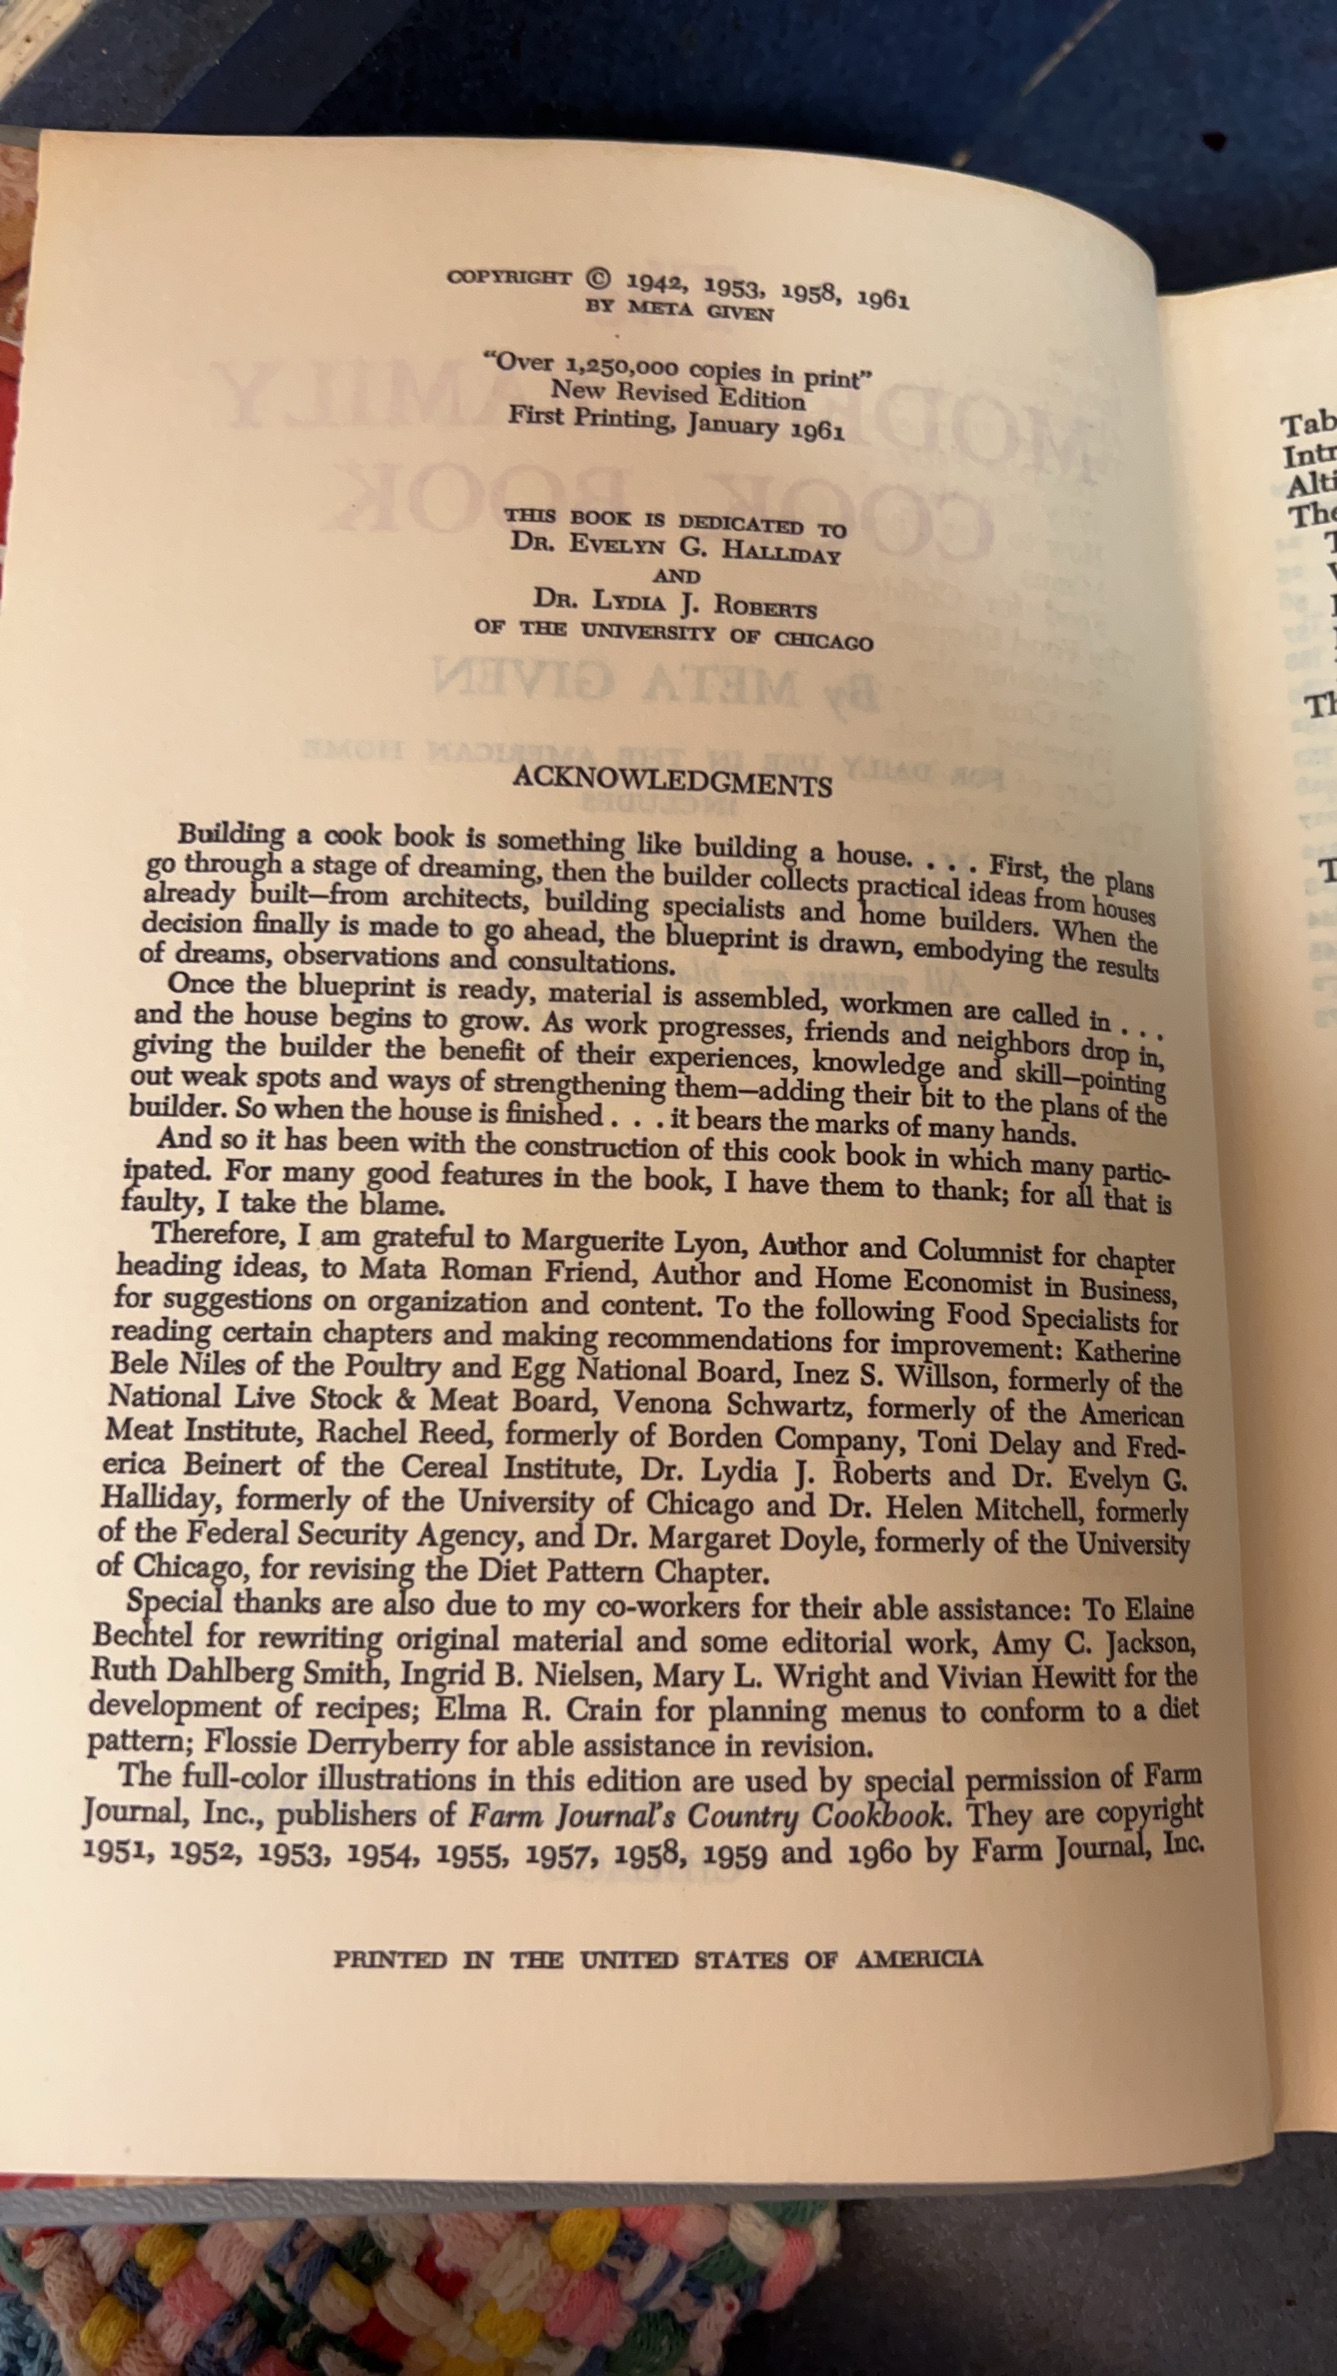 COPYRIGHT © 1942, 1953, 1958, 1961
BY META GIVEN
"Over 1,250,000 copies in print"
New Revised Edition
First Printing, January 1961
THIS BOOK IS DEDICATED TO
DR. EVELYN G. HALLIDAY
AND
DR. LYDIA J. ROBERTS
OF THE UNIVERSITY OF CHICAGO
ACKNOWLEDGMENTS
Building a cook book is something like building a house. . . . First, the plans
go through a stage of dreaming, then the builder collects practical ideas from houses
already built—from architects, building specialists and home builders. When the
decision finally is made to go ahead, the blueprint is drawn, embodying the results
of dreams, observations and consultations.
Once the blueprint is ready, material is assembled, workmen are called in . . .
and the house begins to grow. As work progresses, friends and neighbors drop in,
giving the builder the benefit of their experiences, knowledge and skill—pointing
out weak spots and ways of strengthening them—adding their bit to the plans of the
builder. So when the house is finished . . . it bears the marks of many hands.
And so it has been with the construction of this cook book in which many partic-
ipated. For many good features in the book, I have them to thank; for all that is
faulty, I take the blame.
Therefore, I am grateful to Marguerite Lyon, Author and Columnist for chapter
heading ideas, to Mata Roman Friend, Author and Home Economist in Business,
for suggestions on organization and content. To the following Food Specialists for
reading certain chapters and making recommendations for improvement: Katherine
Bele Niles of the Poultry and Egg National Board, Inez S. Willson, formerly of the
National Live Stock & Meat Board, Venona Schwartz, formerly of the American
Meat Institute, Rachel Reed, formerly of Borden Company, Toni Delay and Fred-
erica Beinert of the Cereal Institute, Dr. Lydia J. Roberts and Dr. Evelyn G.
Halliday, formerly of the University of Chicago and Dr. Helen Mitchell, formerly
of the Federal Security Agency, and Dr. Margaret Doyle, formerly of the University
of Chicago, for revising the Diet Pattern Chapter.
Special thanks are also due to my co-workers for their able assistance: To Elaine
Bechtel for rewriting original material and some editorial work, Amy C. Jackson,
Ruth Dahlberg Smith, Ingrid B. Nielsen, Mary L. Wright and Vivian Hewitt for the
development of recipes; Elma R. Crain for planning menus to conform to a diet
pattern; Flossie Derryberry for able assistance in revision.
The full-color illustrations in this edition are used by special permission of Farm
Journal, Inc., publishers of Farm Journal's Country Cookbook. They are copyright
1951, 1952, 1953, 1954, 1955, 1957, 1958, 1959 and 1960 by Farm Journal, Inc.
PRINTED IN THE UNITED STATES OF AMERICIA
Tab
Intr
Alti
The